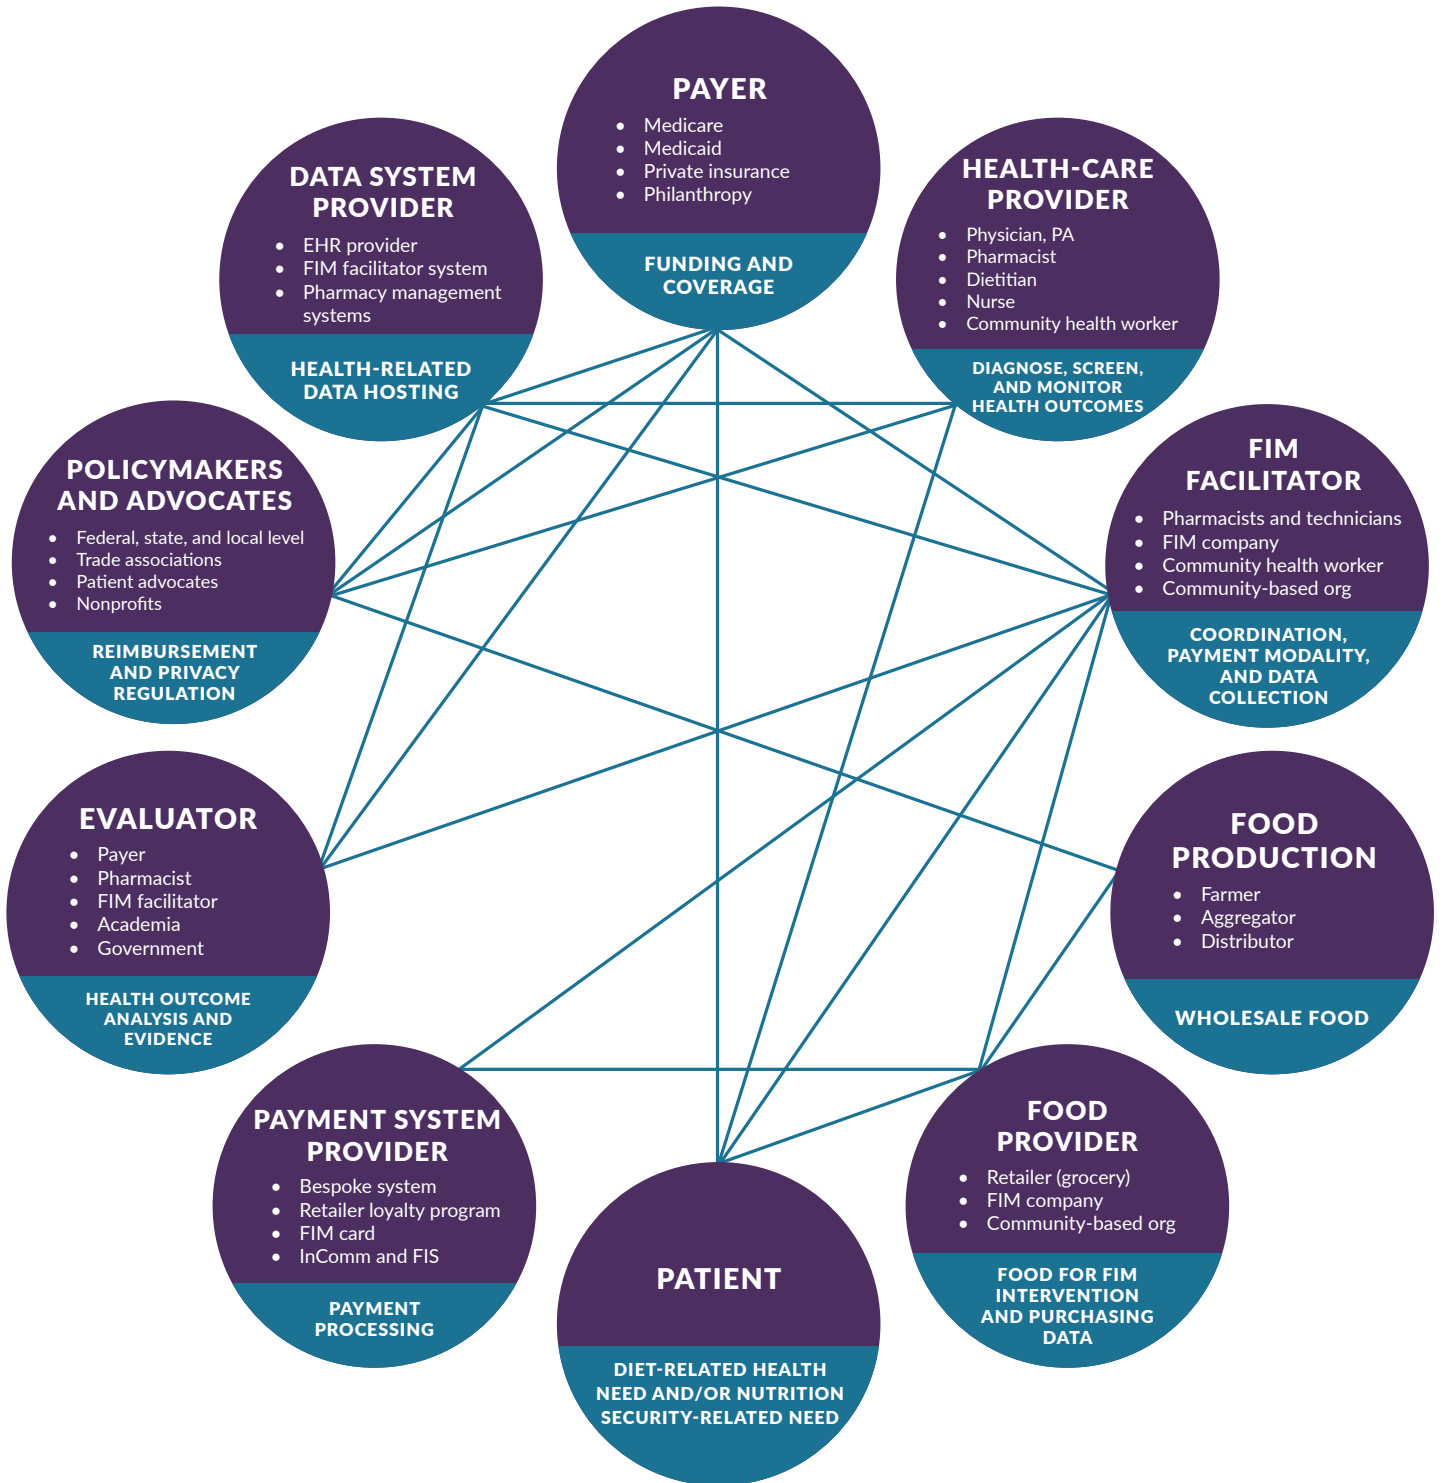 PAYER
• Medicare
• Medicaid
• Private insurance
• Philanthropy
FUNDING AND
COVERAGE
HEALTH-CARE
PROVIDER
• Physician, PA
• Pharmacist
• Dietitian
• Nurse
• Community health worker
DIAGNOSE, SCREEN,
AND MONITOR
HEALTH OUTCOMES
FIM
FACILITATOR
• Pharmacists and technicians
• FIM company
• Community health worker
• Community-based org
COORDINATION,
PAYMENT MODALITY,
AND DATA
COLLECTION
FOOD
PRODUCTION
• Farmer
• Aggregator
• Distributor
WHOLESALE FOOD
FOOD
PROVIDER
• Retailer (grocery)
• FIM company
• Community-based org
FOOD FOR FIM
INTERVENTION
AND PURCHASING
DATA
PATIENT
DIET-RELATED HEALTH
NEED AND/OR NUTRITION
SECURITY-RELATED NEED
PAYMENT SYSTEM
PROVIDER
• Bespoke system
• Retailer loyalty program
• FIM card
• InComm and FIS
PAYMENT
PROCESSING
EVALUATOR
• Payer
• Pharmacist
• FIM facilitator
• Academia
• Government
HEALTH OUTCOME
ANALYSIS AND
EVIDENCE
POLICYMAKERS
AND ADVOCATES
• Federal, state, and local level
• Trade associations
• Patient advocates
• Nonprofits
REIMBURSEMENT
AND PRIVACY
REGULATION
DATA SYSTEM
PROVIDER
• EHR provider
• FIM facilitator system
• Pharmacy management
systems
HEALTH-RELATED
DATA HOSTING